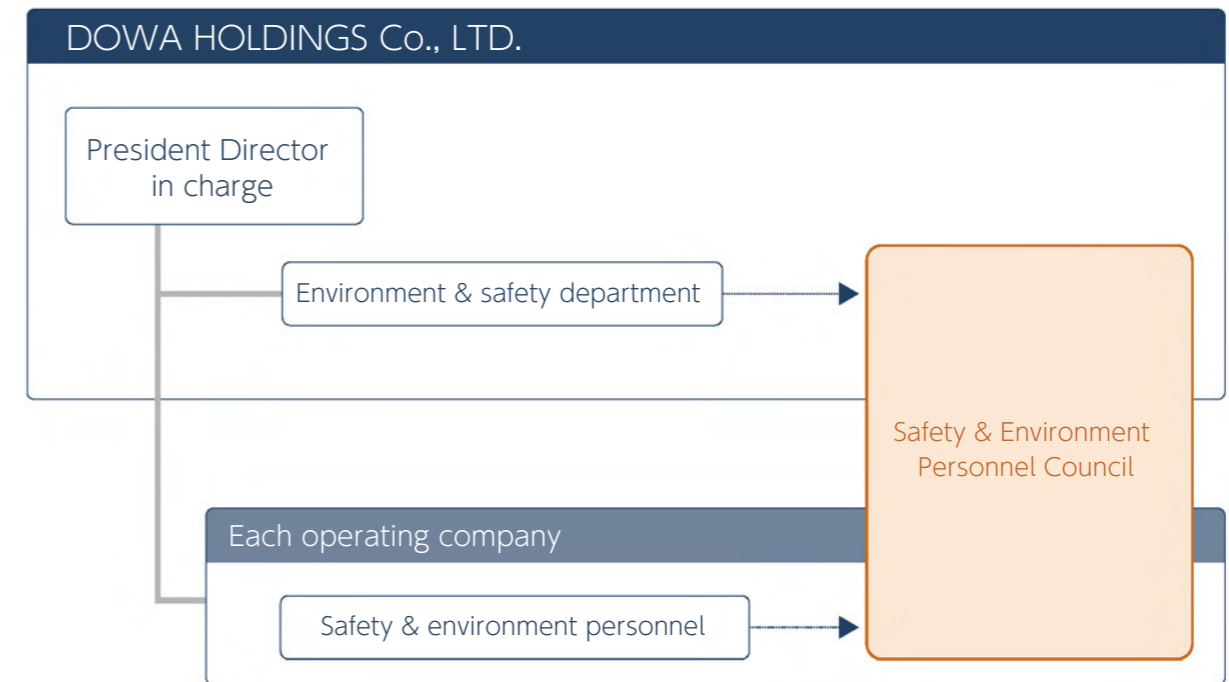 DOWA HOLDINGS Co., LTD.
President Director
in charge
Environment & safety department
Safety & Environment
Personnel Council
Each operating company
Safety & environment personnel